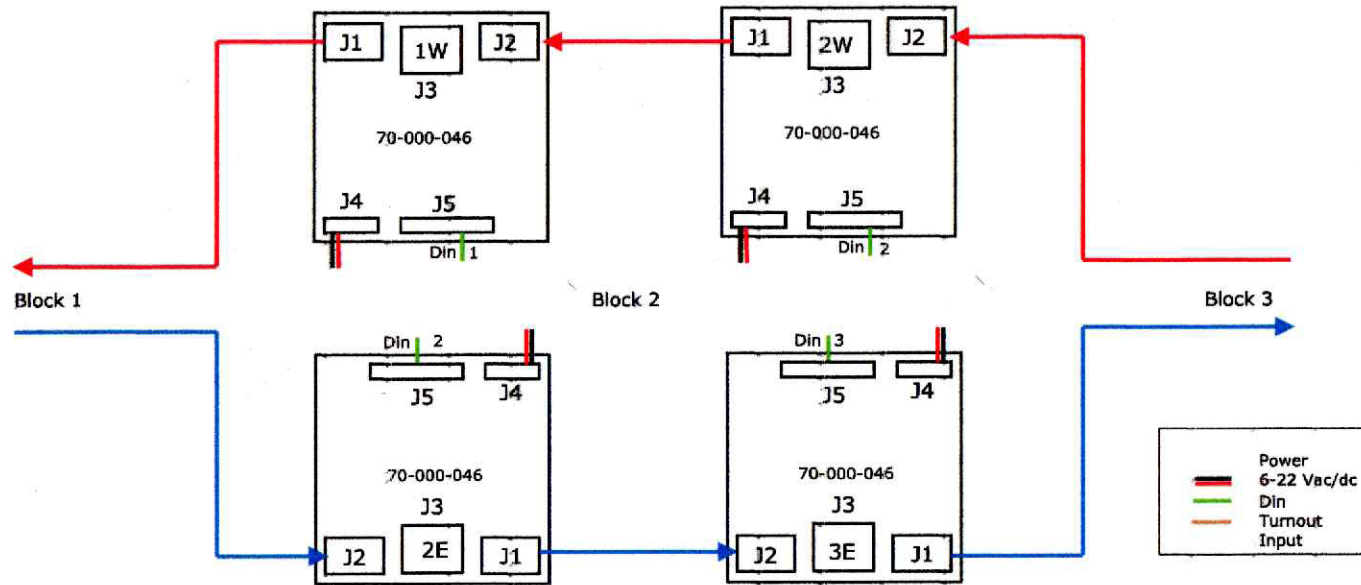 J1 1W J2
J3
70-000-046
J4 J5
Din 1
J1 2W J2
J3
70-000-046
J4 J5
Din 2
Block 1 Block 2 Block 3
Din 2
J5 J4
70-000-046
J3
J2 2E J1
Din 3
J5 J4
70-000-046
J3
J2 3E J1
Power
6-22 Vac/dc
Din
Turnout
Input